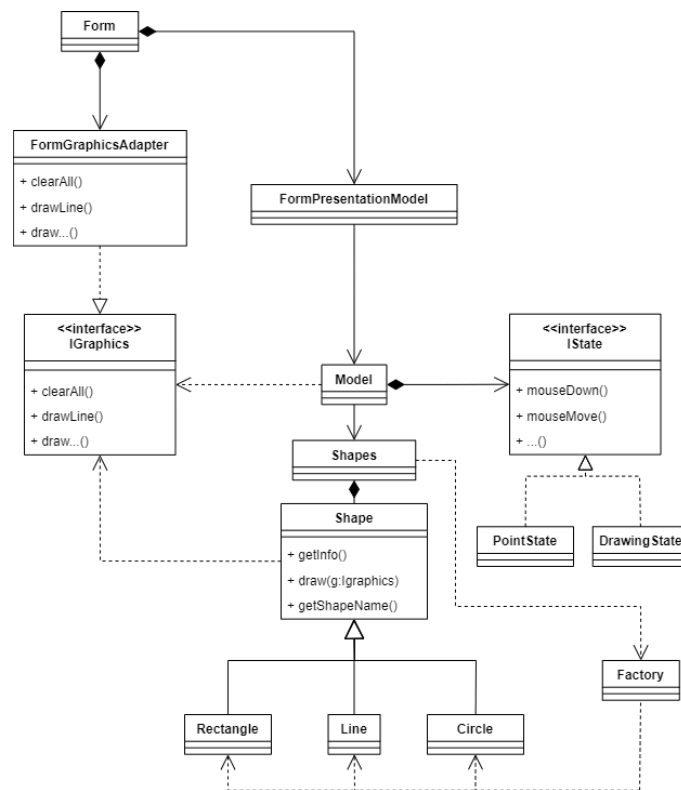 Form
FormGraphicsAdapter
+ clearAll()
+ drawLine()
+ draw...()
FormPresentationModel
<<interface>>
IGraphics
+ clearAll()
+ drawLine()
+ draw...()
Model
<<interface>>
IState
+ mouseDown()
+ mouseMove()
+ ...()
Shapes
Shape
+ getInfo()
+ draw(g:Igraphics)
+ getShapeName()
PointState
DrawingState
Factory
Rectangle
Line
Circle